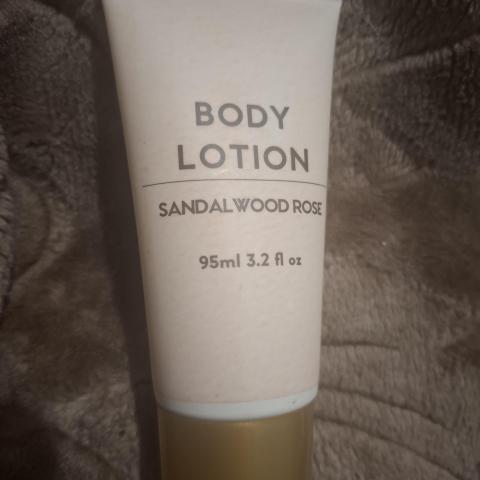 BODY
LOTION
SANDALWOOD ROSE
95ml 3.2 fl oz